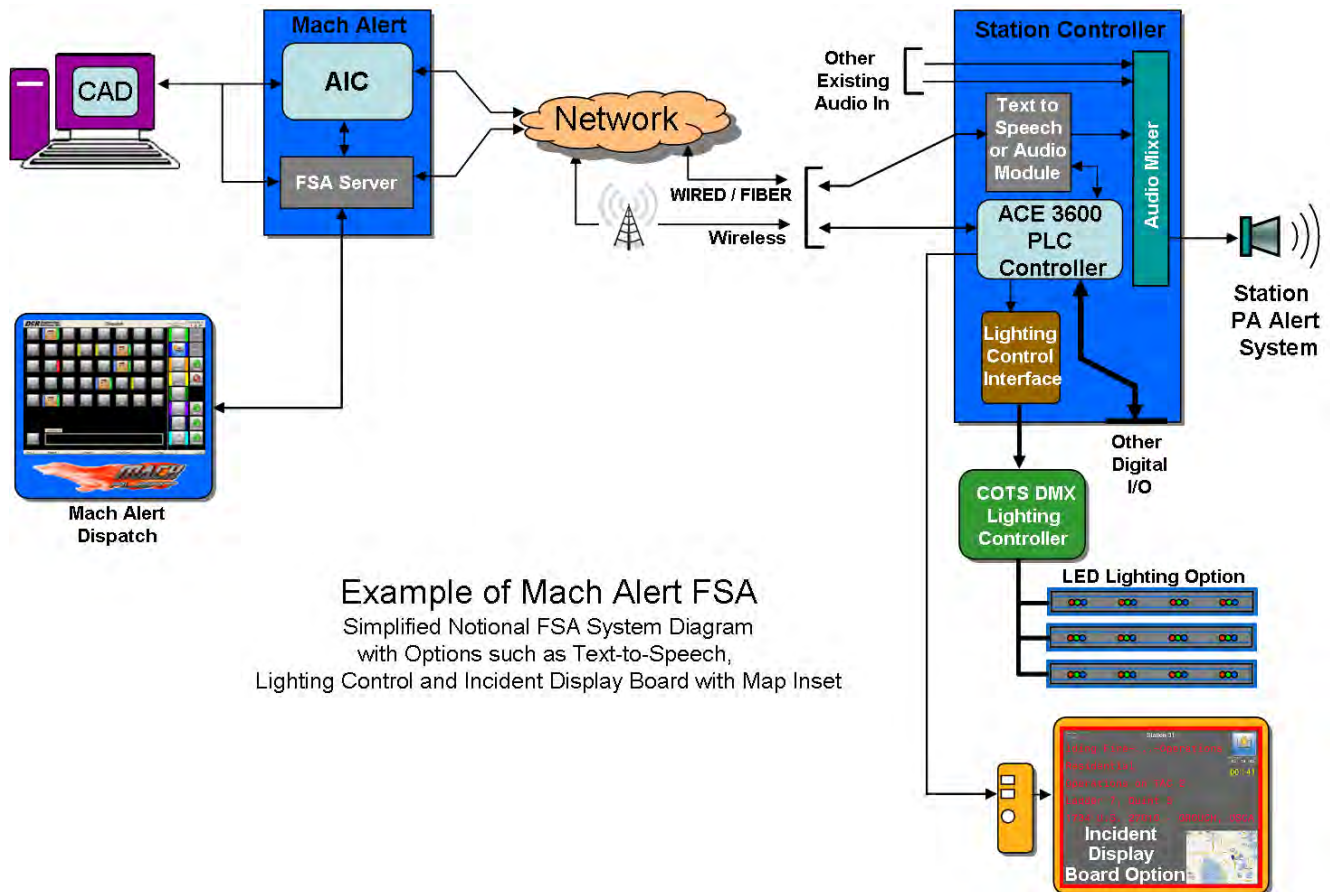 Mach Alert
CAD
AIC
FSA Server
Network
WIRED / FIBER
Wireless
Other
Existing
Audio In
Station Controller
Text to
Speech
or Audio
Module
Audio Mixer
ACE 3600
PLC
Controller
Lighting
Control
Interface
Station
PA Alert
System
Other
Digital
I/O
COTS DMX
Lighting
Controller
LED Lighting Option
Mach Alert
Dispatch
Example of Mach Alert FSA
Simplified Notional FSA System Diagram
with Options such as Text-to-Speech,
Lighting Control and Incident Display Board with Map Inset
Incident
Display
Board Option